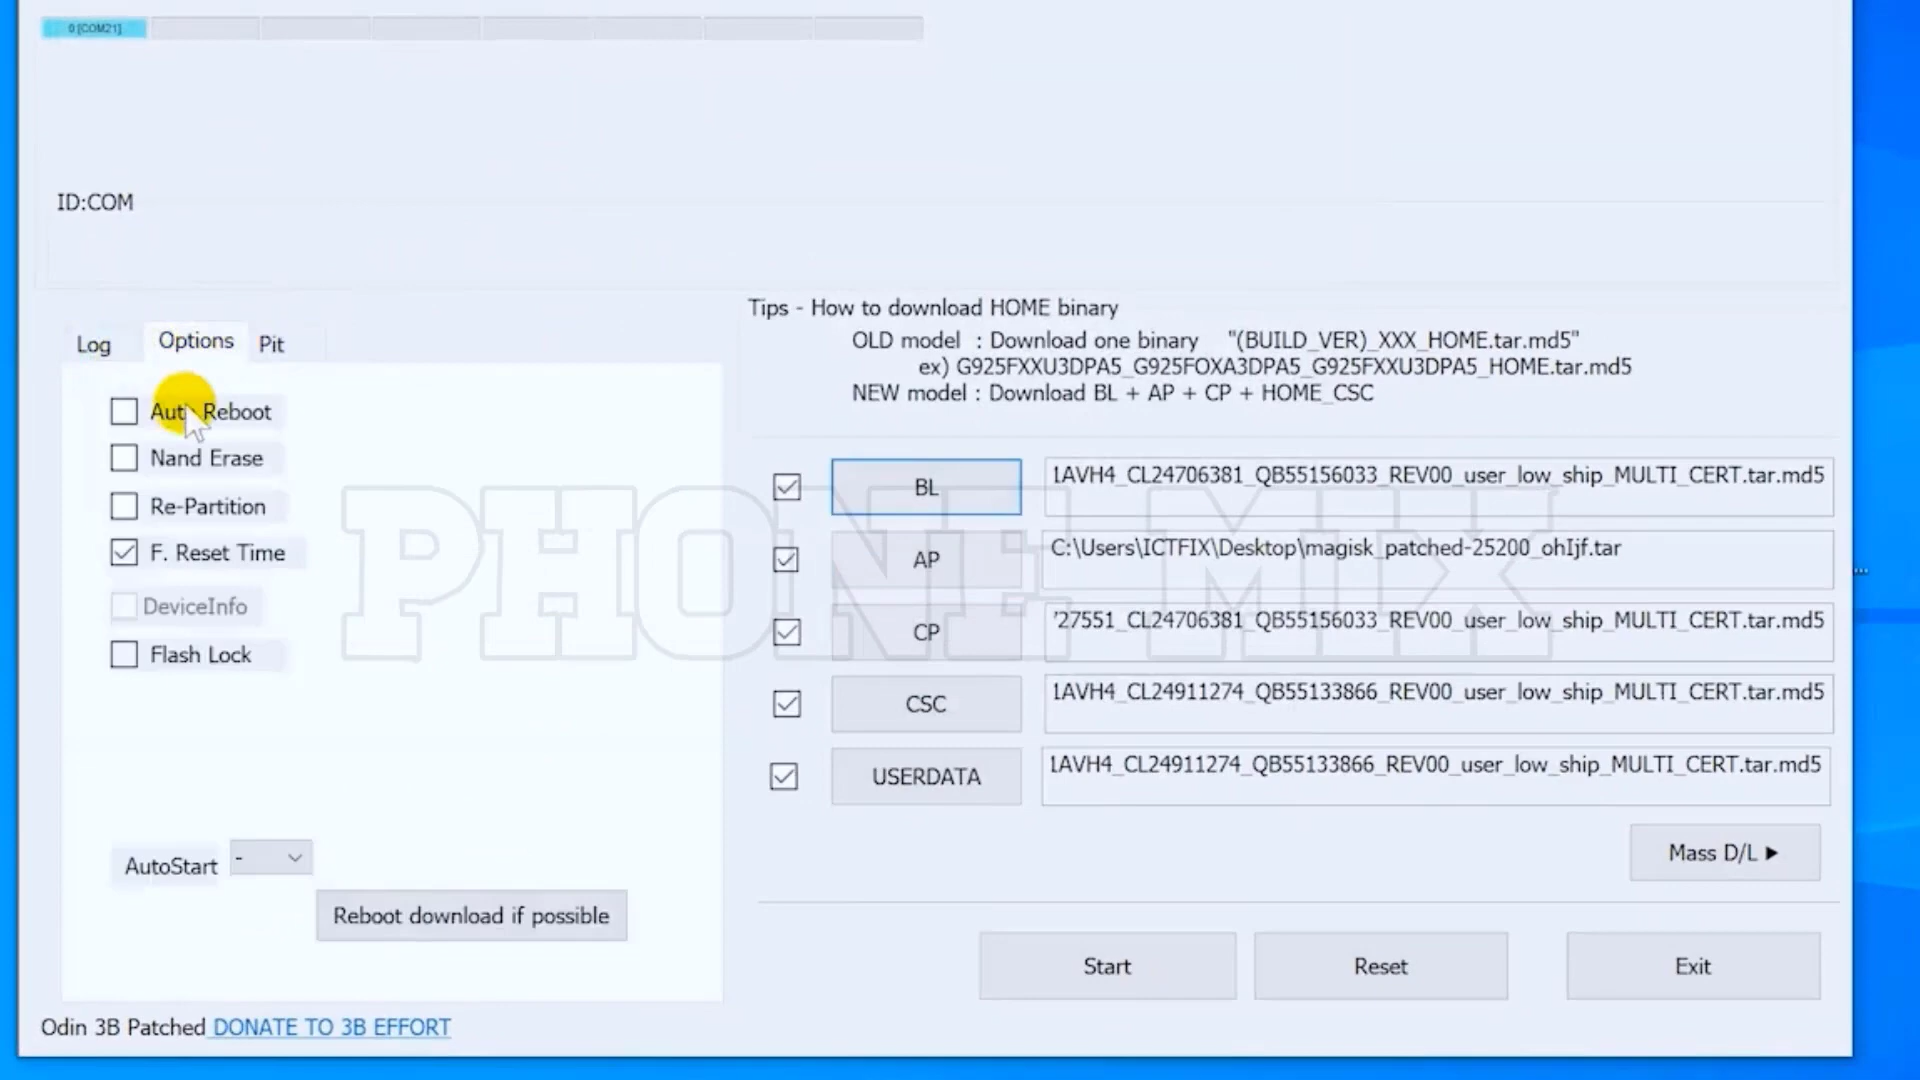 0 [COM21]
ID:COM
Log
Options
Pit
Auto Reboot
Nand Erase
Re-Partition
F. Reset Time
DeviceInfo
Flash Lock
AutoStart
-
Reboot download if possible
Tips - How to download HOME binary
OLD model : Download one binary "(BUILD_VER)_XXX_HOME.tar.md5"
ex) G925FXXU3DPA5_G925FOXA3DPA5_G925FXXU3DPA5_HOME.tar.md5
NEW model : Download BL + AP + CP + HOME_CSC
BL
1AVH4_CL24706381_QB55156033_REV00_user_low_ship_MULTI_CERT.tar.md5
AP
C:\Users\ICTFIX\Desktop\magisk_patched-25200_ohIjf.tar
CP
'27551_CL24706381_QB55156033_REV00_user_low_ship_MULTI_CERT.tar.md5
CSC
1AVH4_CL24911274_QB55133866_REV00_user_low_ship_MULTI_CERT.tar.md5
USERDATA
1AVH4_CL24911274_QB55133866_REV00_user_low_ship_MULTI_CERT.tar.md5
PHONE MIX
Mass D/L
Start
Reset
Exit
Odin 3B Patched DONATE TO 3B EFFORT
...